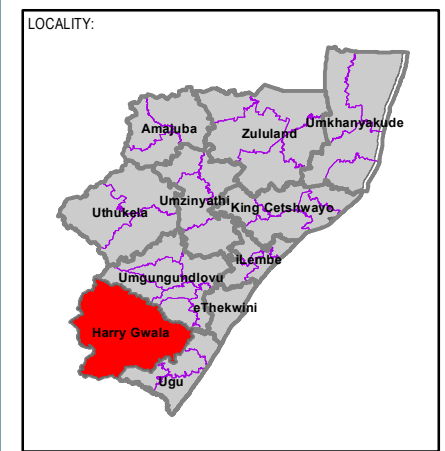 LOCALITY:
Amajuba
Zululand
Umkhanyakude
Umzinyathi
Uthukela
King Cetshwayo
iLembe
Umgungundlovu
eThekwini
Harry Gwala
Ugu